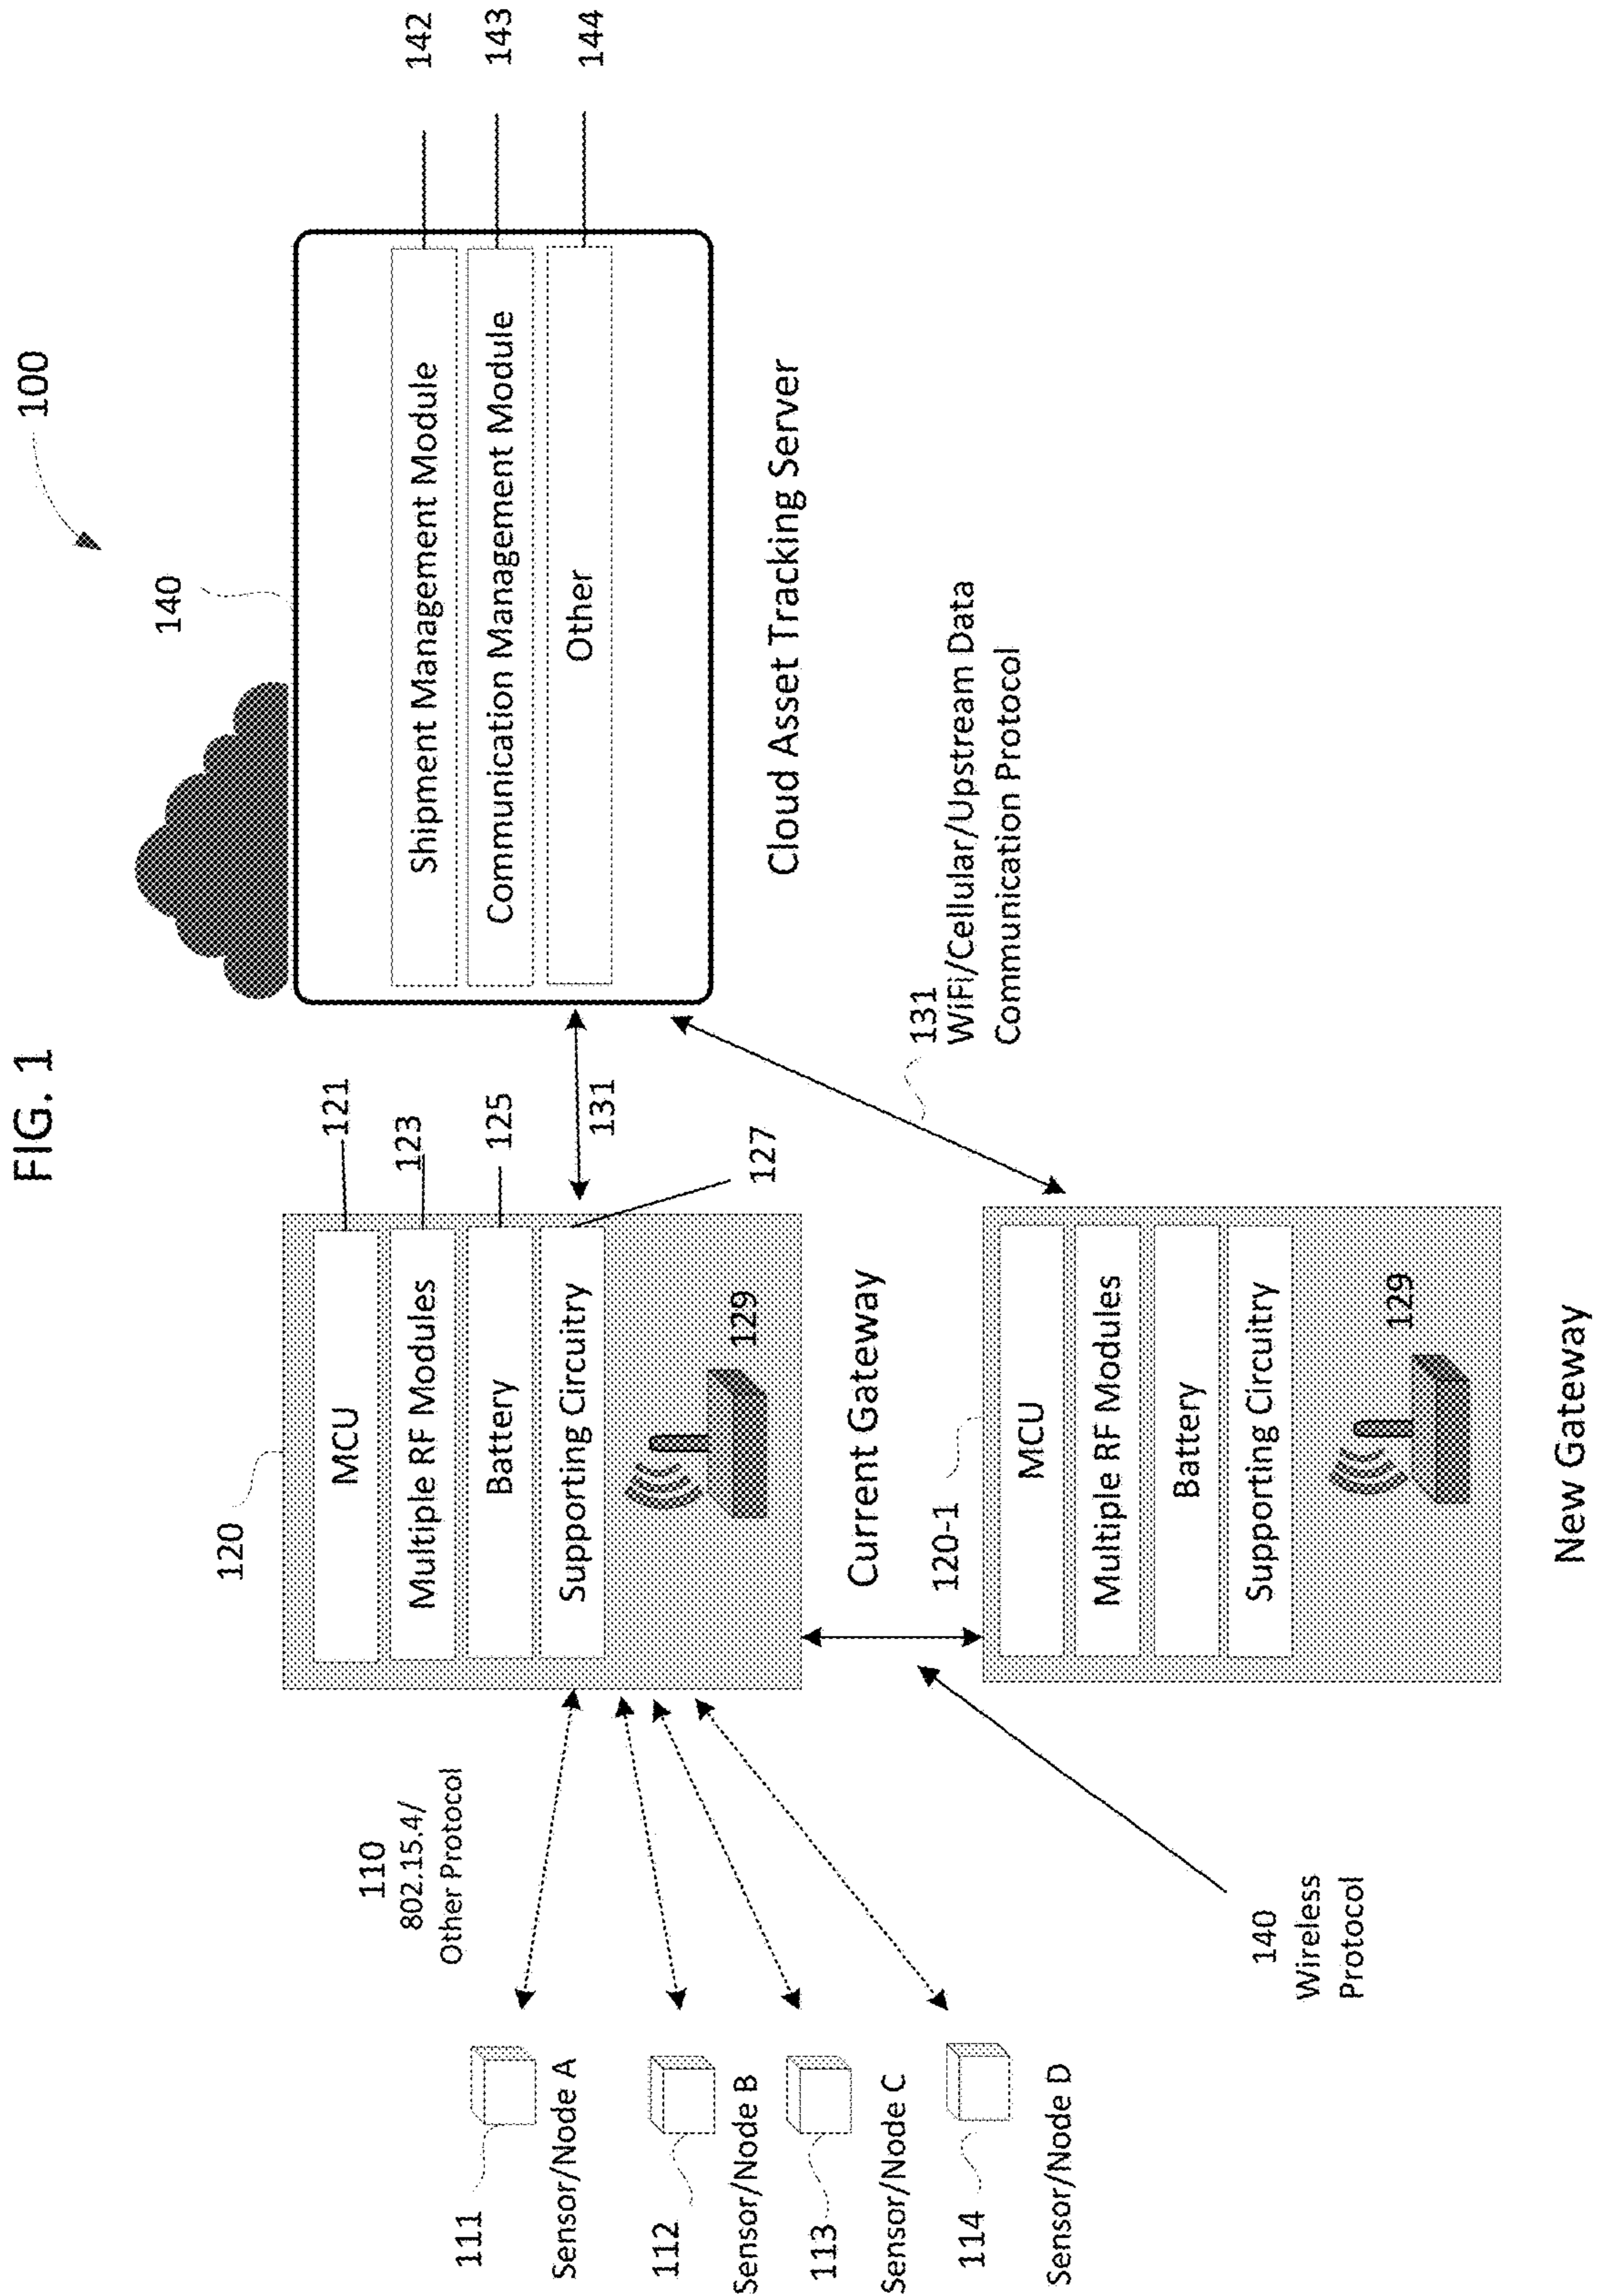 FIG. 1
100
110
802.15.4/
Other Protocol
111
Sensor/Node A
112
Sensor/Node B
113
Sensor/Node C
114
Sensor/Node D
120
MCU
Multiple RF Modules
Battery
Supporting Circuitry
121
123
125
127
129
Current Gateway
131
140
Shipment Management Module
Communication Management Module
Other
142
143
144
Cloud Asset Tracking Server
131
WiFi/Cellular/Upstream Data
Communication Protocol
140
Wireless
Protocol
120-1
MCU
Multiple RF Modules
Battery
Supporting Circuitry
129
New Gateway